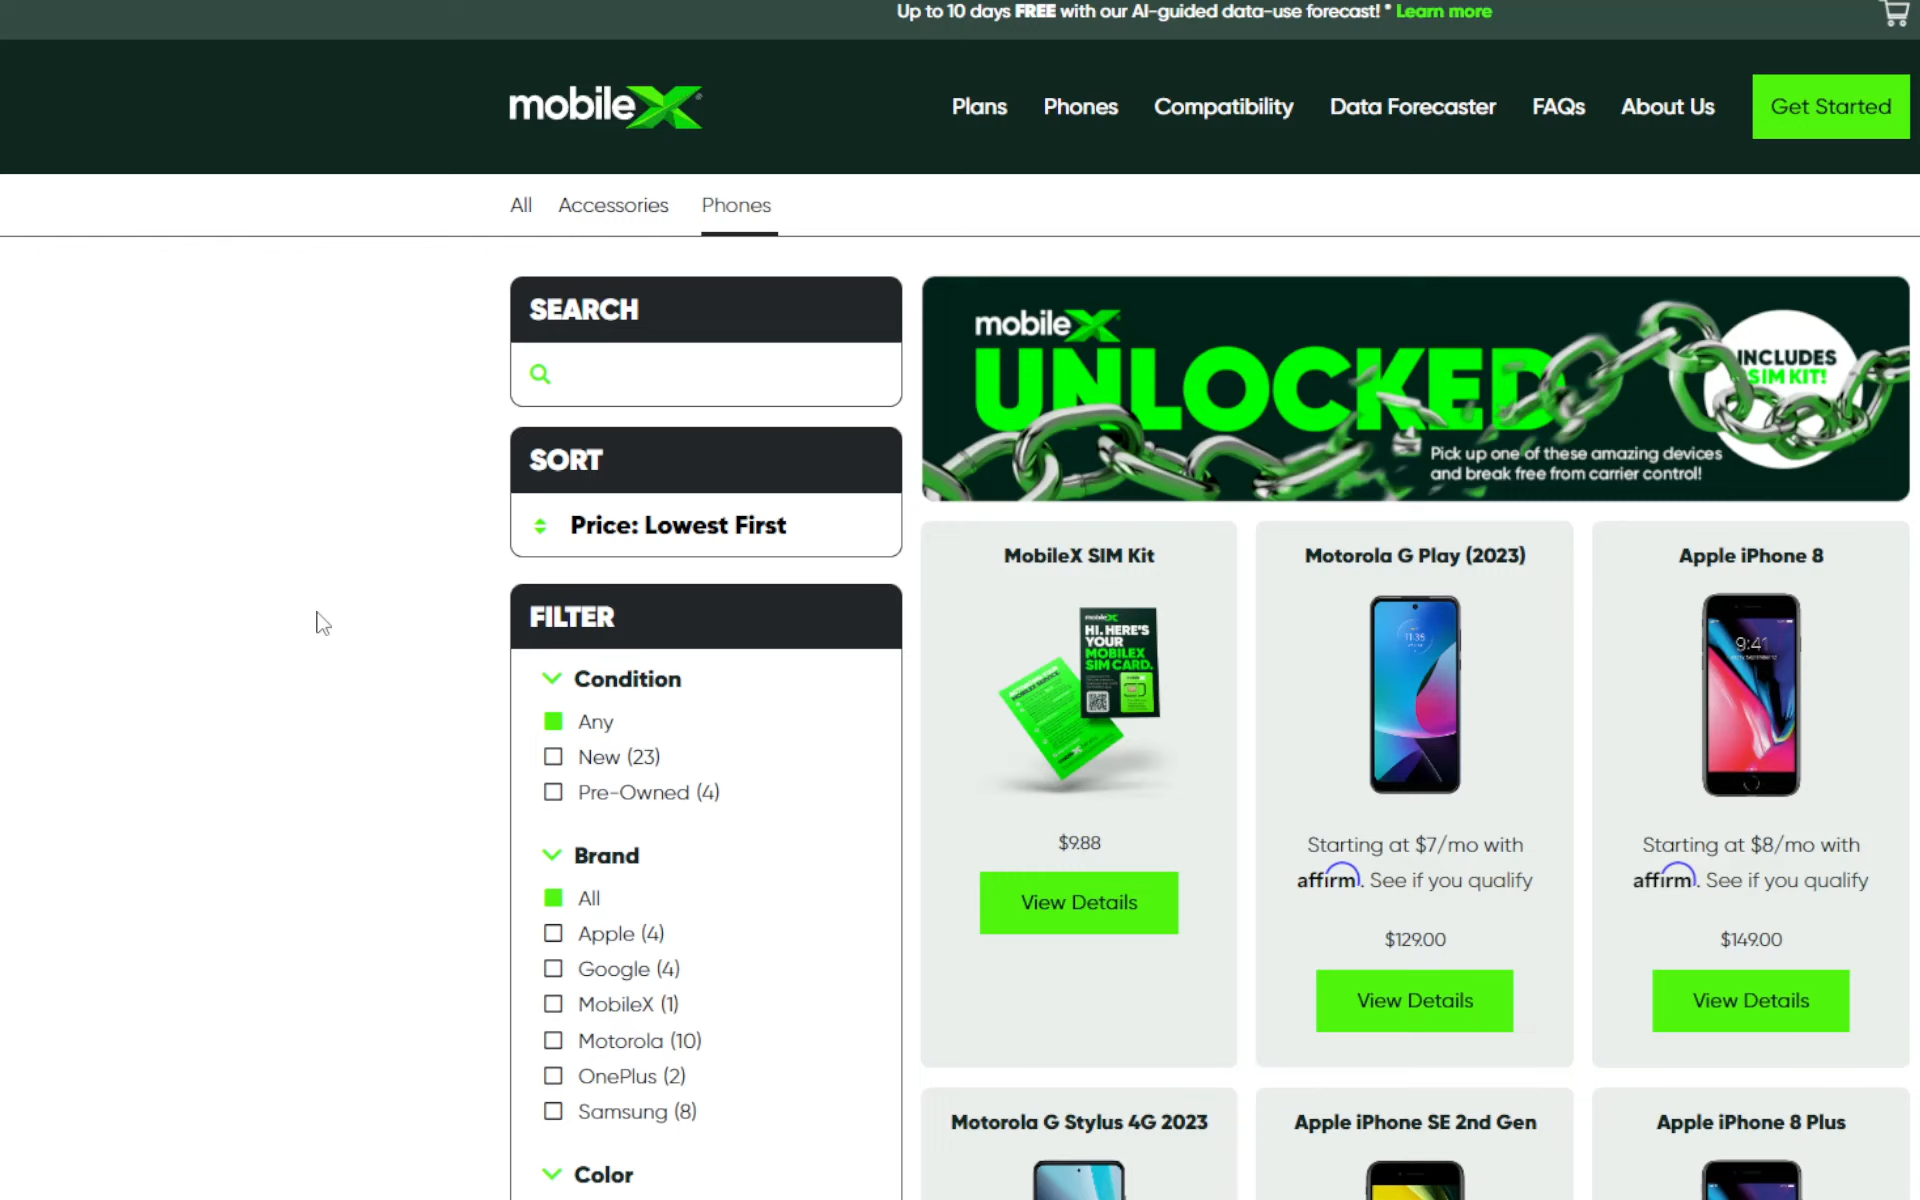 Up to 10 days FREE with our AI-guided data-use forecast! * Learn more
mobileX
Plans
Phones
Compatibility
Data Forecaster
FAQs
About Us
Get Started
All
Accessories
Phones
SEARCH
SORT
Price: Lowest First
FILTER
Condition
Any
New (23)
Pre-Owned (4)
Brand
All
Apple (4)
Google (4)
MobileX (1)
Motorola (10)
OnePlus (2)
Samsung (8)
Color
mobileX
UNLOCKED
INCLUDES
SIM KIT!
Pick up one of these amazing devices
and break free from carrier control!
MobileX SIM Kit
mobileX
HI. HERE'S
YOUR
MOBILEX
SIM CARD.
$9.88
View Details
Motorola G Play (2023)
11:35
Starting at $7/mo with
affirm. See if you qualify
$129.00
View Details
Apple iPhone 8
9:41
Starting at $8/mo with
affirm. See if you qualify
$149.00
View Details
Motorola G Stylus 4G 2023
Apple iPhone SE 2nd Gen
Apple iPhone 8 Plus